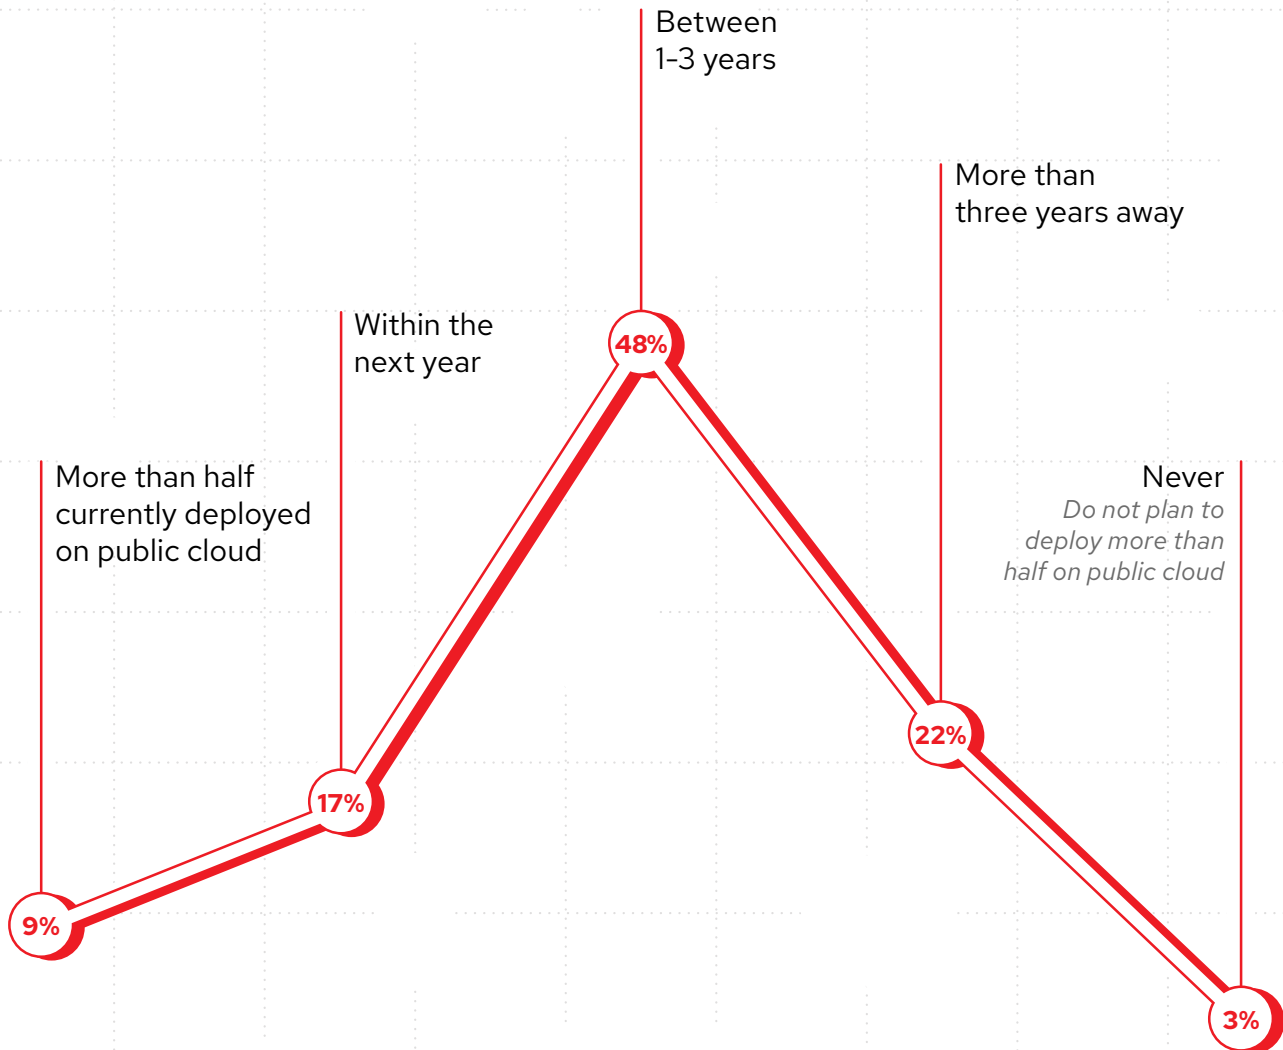 Between
1-3 years
More than
three years away
Within the
next year
48%
More than half
currently deployed
on public cloud
Never
Do not plan to
deploy more than
half on public cloud
22%
17%
9%
3%